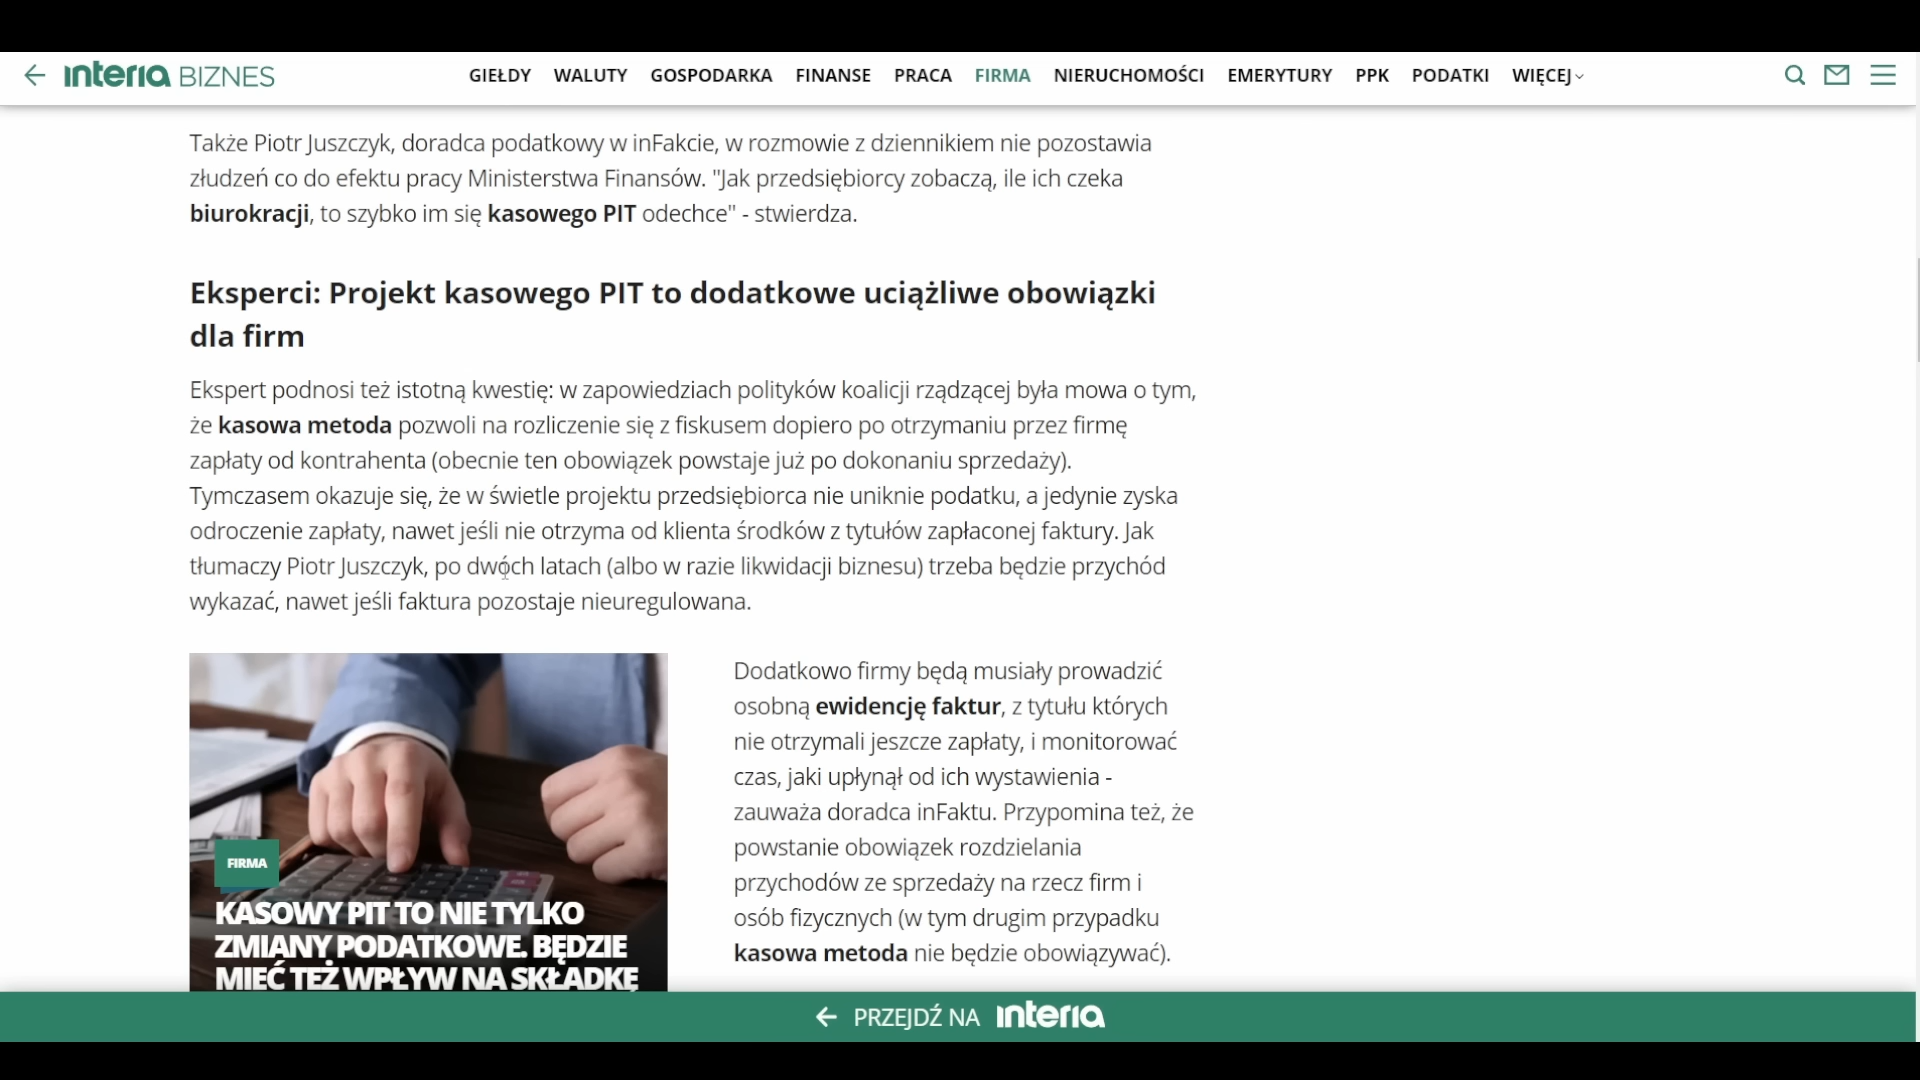 interia BIZNES
GIEŁDY WALUTY GOSPODARKA FINANSE PRACA FIRMA NIERUCHOMOŚCI EMERYTURY PPK PODATKI WIĘCEJ
Także Piotr Juszczyk, doradca podatkowy w inFakcie, w rozmowie z dziennikiem nie pozostawia
złudzeń co do efektu pracy Ministerstwa Finansów. "Jak przedsiębiorcy zobaczą, ile ich czeka
biurokracji, to szybko im się kasowego PIT odechce" - stwierdza.
Eksperci: Projekt kasowego PIT to dodatkowe uciążliwe obowiązki
dla firm
Ekspert podnosi też istotną kwestię: w zapowiedziach polityków koalicji rządzącej była mowa o tym,
że kasowa metoda pozwoli na rozliczenie się z fiskusem dopiero po otrzymaniu przez firmę
zapłaty od kontrahenta (obecnie ten obowiązek powstaje już po dokonaniu sprzedaży).
Tymczasem okazuje się, że w świetle projektu przedsiębiorca nie uniknie podatku, a jedynie zyska
odroczenie zapłaty, nawet jeśli nie otrzyma od klienta środków z tytułów zapłaconej faktury. Jak
tłumaczy Piotr Juszczyk, po dwóch latach (albo w razie likwidacji biznesu) trzeba będzie przychód
wykazać, nawet jeśli faktura pozostaje nieuregulowana.
FIRMA
KASOWY PIT TO NIE TYLKO
ZMIANY PODATKOWE. BĘDZIE
MIEĆ TEŻ WPŁYW NA SKŁADKĘ
Dodatkowo firmy będą musiały prowadzić
osobną ewidencję faktur, z tytułu których
nie otrzymali jeszcze zapłaty, i monitorować
czas, jaki upłynął od ich wystawienia -
zauważa doradca inFaktu. Przypomina też, że
powstanie obowiązek rozdzielania
przychodów ze sprzedaży na rzecz firm i
osób fizycznych (w tym drugim przypadku
kasowa metoda nie będzie obowiązywać).
PRZEJDŹ NA interia